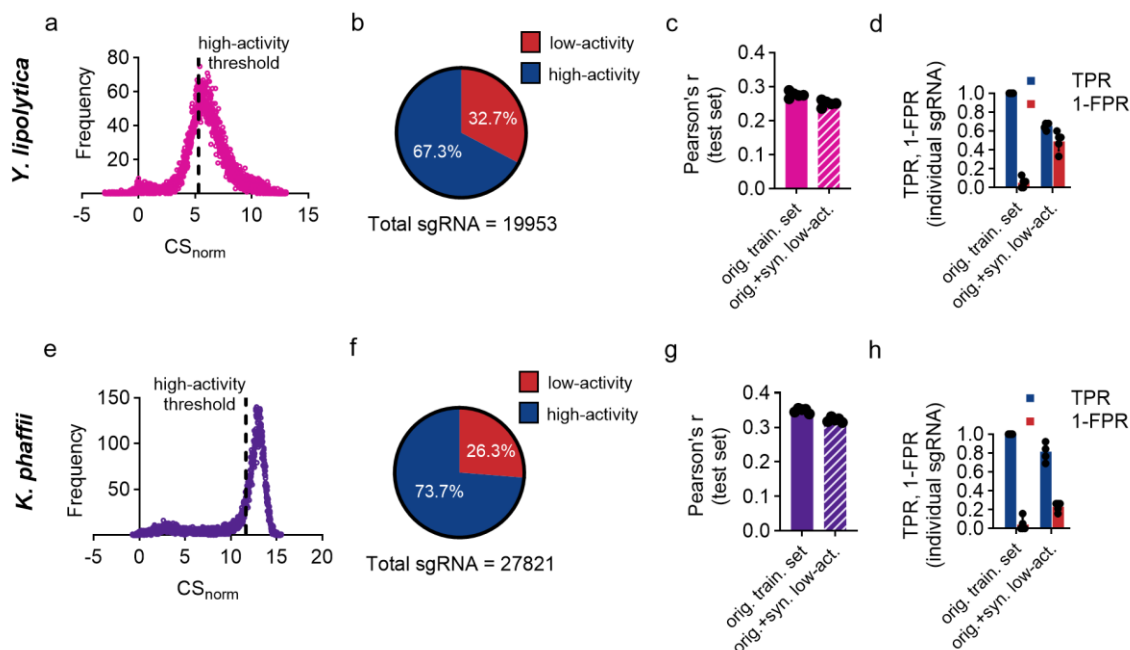 a
b
c
d
Y. lipolytica
high-activity
threshold
80
60
40
20
0
Frequency
-5
0
5
10
15
CSnorm
low-activity
high-activity
32.7%
67.3%
Total sgRNA = 19953
Pearson's r
(test set)
0.4
0.3
0.2
0.1
0.0
orig. train. set
orig.+syn. low-act.
TPR
1-FPR
TPR, 1-FPR
(individual sgRNA)
1.0
0.8
0.6
0.4
0.2
0.0
orig. train. set
orig.+syn. low-act.
e
f
g
h
K. phaffii
high-activity
threshold
150
100
50
Frequency
-5
0
5
10
15
20
CSnorm
low-activity
high-activity
26.3%
73.7%
Total sgRNA = 27821
Pearson's r
(test set)
0.4
0.3
0.2
0.1
0.0
orig. train. set
orig.+syn. low-act.
TPR
1-FPR
TPR, 1-FPR
(individual sgRNA)
1.0
0.8
0.6
0.4
0.2
0.0
orig. train. set
orig.+syn. low-act.